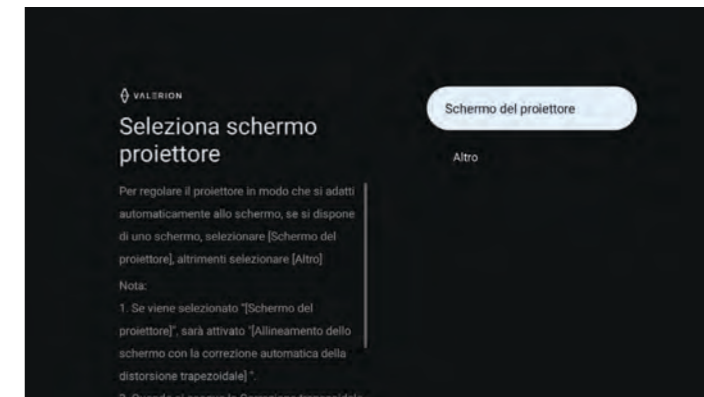 VALERION
Seleziona schermo
proiettore
Per regolare il proiettore in modo che si adatti
automaticamente allo schermo, se si dispone
di uno schermo, selezionare [Schermo del
proiettore], altrimenti selezionare [Altro]
Nota:
1. Se viene selezionato "[Schermo del
proiettore]", sarà attivato "[Allineamento dello
schermo con la correzione automatica della
distorsione trapezoidale] ".
Schermo del proiettore
Altro